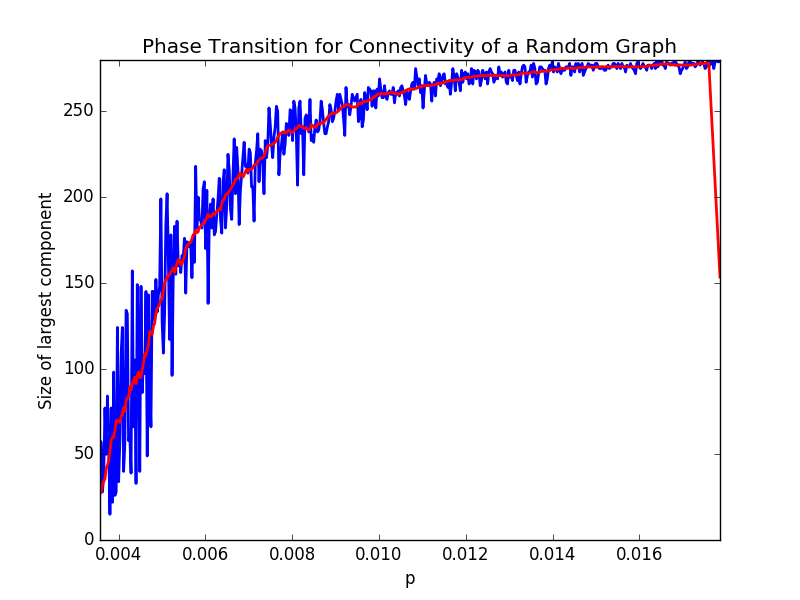 Phase Transition for Connectivity of a Random Graph
250
200
150
100
50
0
Size of largest component
0.004 0.006 0.008 0.010 0.012 0.014 0.016
p